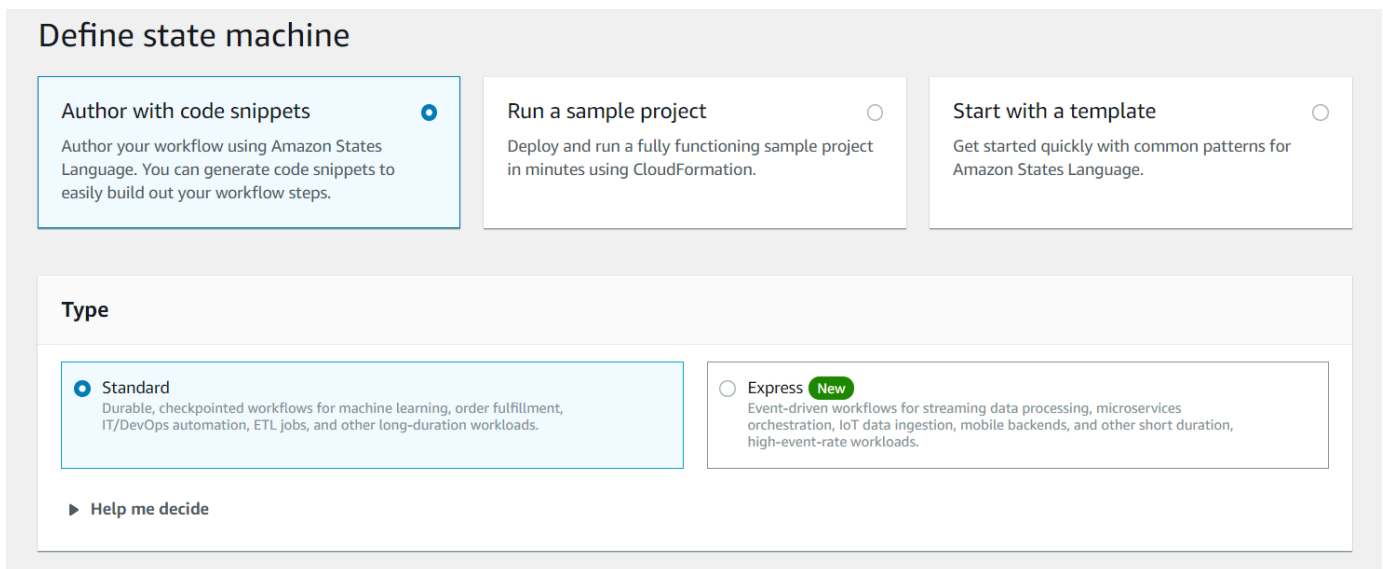 Define state machine
Author with code snippets
Author your workflow using Amazon States
Language. You can generate code snippets to
easily build out your workflow steps.
Run a sample project
Deploy and run a fully functioning sample project
in minutes using CloudFormation.
Start with a template
Get started quickly with common patterns for
Amazon States Language.
Type
Standard
Durable, checkpointed workflows for machine learning, order fulfillment,
IT/DevOps automation, ETL jobs, and other long-duration workloads.
Express New
Event-driven workflows for streaming data processing, microservices
orchestration, IoT data ingestion, mobile backends, and other short duration,
high-event-rate workloads.
Help me decide